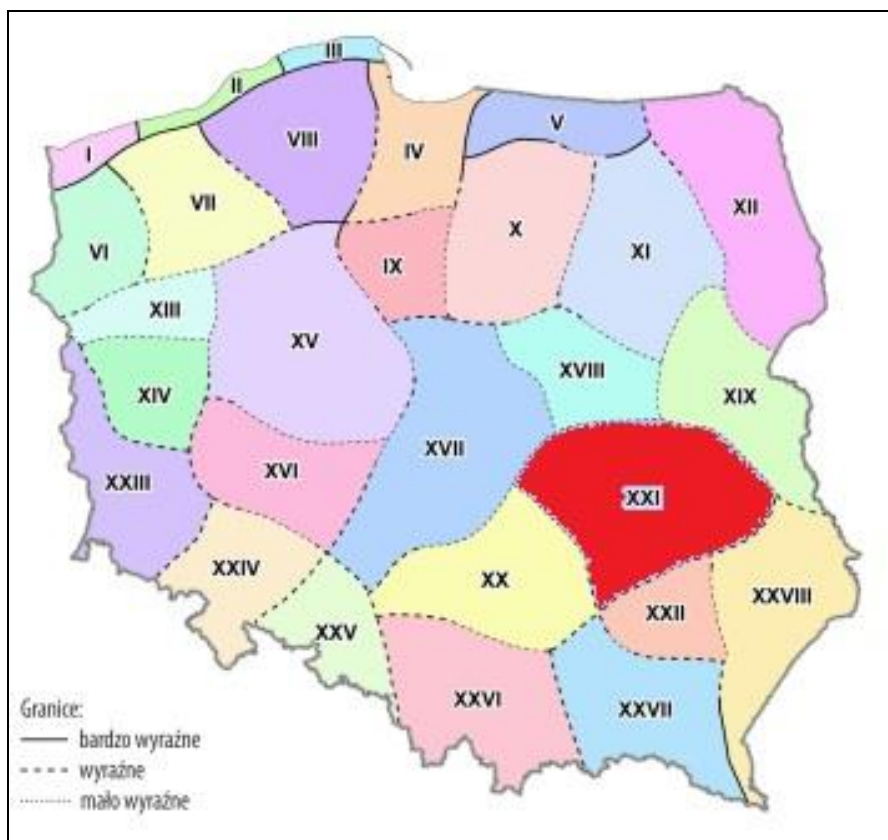 III
II
I
V
VIII
IV
VII
XII
X
VI
IX
XI
XIII
XV
XVIII
XIV
XIX
XVII
XVI
XXIII
XXI
XXIV
XX
XXII
XXVIII
XXV
XXVI
XXVII
Granice:
bardzo wyraźne
wyraźne
mało wyraźne